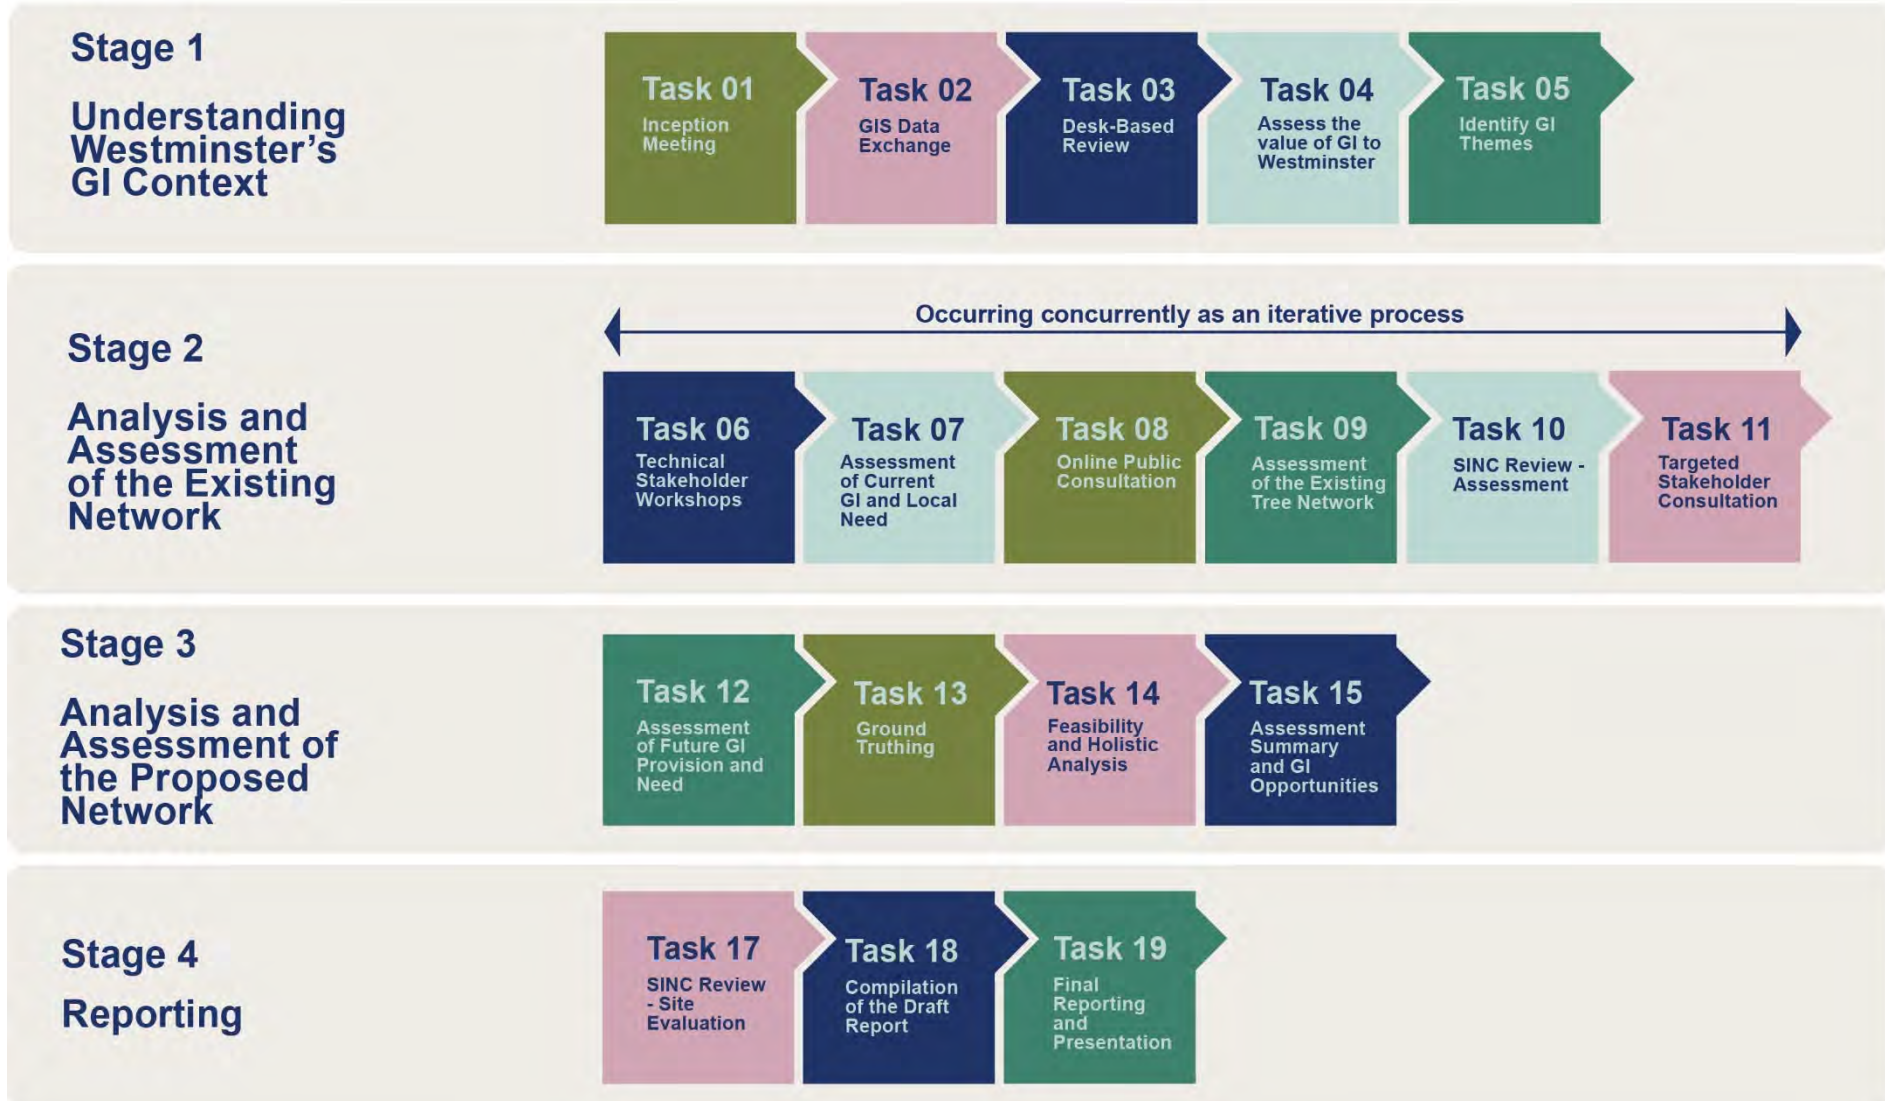 Stage 1
Understanding
Westminster's
GI Context
Task 01
Inception
Meeting
Task 02
GIS Data
Exchange
Task 03
Desk-Based
Review
Task 04
Assess the
value of GI to
Westminster
Task 05
Identify GI
Themes
Stage 2
Analysis and
Assessment
of the Existing
Network
Occurring concurrently as an iterative process
Task 06
Technical
Stakeholder
Workshops
Task 07
Assessment
of Current
GI and Local
Need
Task 08
Online Public
Consultation
Task 09
Assessment
of the Existing
Tree Network
Task 10
SINC Review -
Assessment
Task 11
Targeted
Stakeholder
Consultation
Stage 3
Analysis and
Assessment of
the Proposed
Network
Task 12
Assessment
of Future GI
Provision and
Need
Task 13
Ground
Truthing
Task 14
Feasibility
and Holistic
Analysis
Task 15
Assessment
Summary
and GI
Opportunities
Stage 4
Reporting
Task 17
SINC Review
- Site
Evaluation
Task 18
Compilation
of the Draft
Report
Task 19
Final
Reporting
and
Presentation